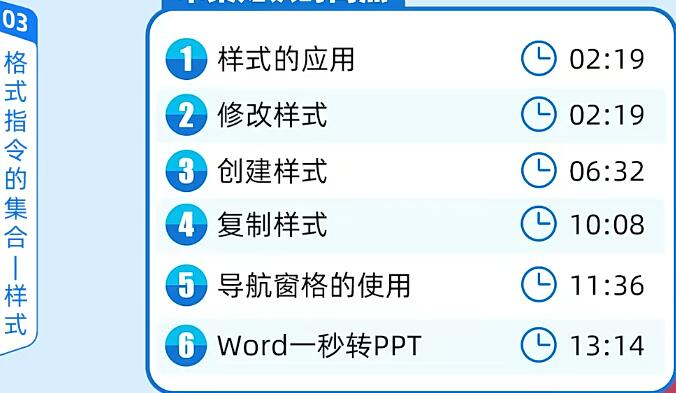 03
格式指令的集合—样式
1 样式的应用 02:19
2 修改样式 02:19
3 创建样式 06:32
4 复制样式 10:08
5 导航窗格的使用 11:36
6 Word一秒转PPT 13:14